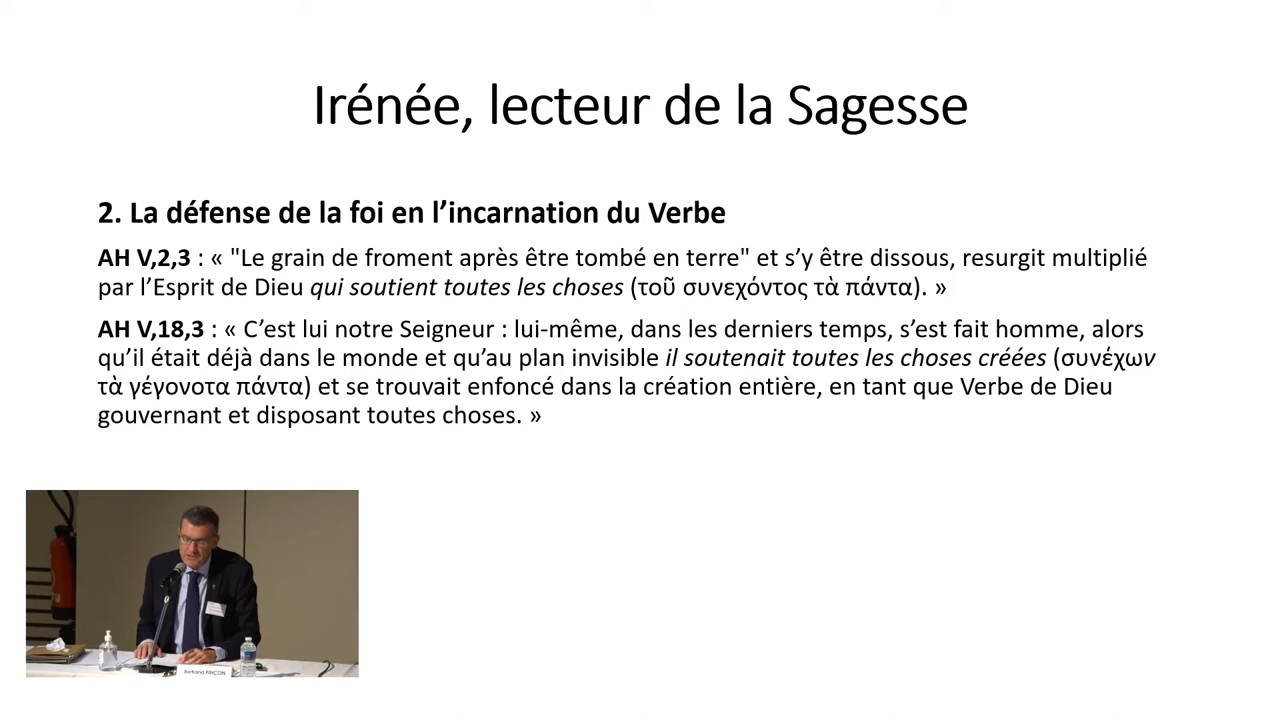 Irénée, lecteur de la Sagesse
2. La défense de la foi en l’incarnation du Verbe
AH V,2,3 : « "Le grain de froment après être tombé en terre" et s’y être dissous, resurgit multiplié
par l’Esprit de Dieu qui soutient toutes les choses (τοῦ συνεχόντος τὰ πάντα). »
AH V,18,3 : « C’est lui notre Seigneur : lui-même, dans les derniers temps, s’est fait homme, alors
qu’il était déjà dans le monde et qu’au plan invisible il soutenait toutes les choses créées (συνέχων
τὰ γέγονοτα πάντα) et se trouvait enfoncé dans la création entière, en tant que Verbe de Dieu
gouvernant et disposant toutes choses. »
Bertrand PINÇON